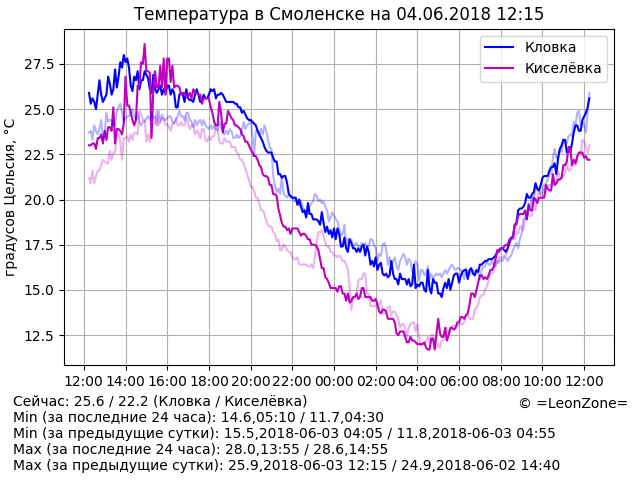 Температура в Смоленске на 04.06.2018 12:15
Кловка
Киселёвка
градусов Цельсия, °C
27.5
25.0
22.5
20.0
17.5
15.0
12.5
12:00 14:00 16:00 18:00 20:00 22:00 00:00 02:00 04:00 06:00 08:00 10:00 12:00
Сейчас: 25.6 / 22.2 (Кловка / Киселёвка)
© =LeonZone=
Min (за последние 24 часа): 14.6,05:10 / 11.7,04:30
Min (за предыдущие сутки): 15.5,2018-06-03 04:05 / 11.8,2018-06-03 04:55
Max (за последние 24 часа): 28.0,13:55 / 28.6,14:55
Max (за предыдущие сутки): 25.9,2018-06-03 12:15 / 24.9,2018-06-02 14:40